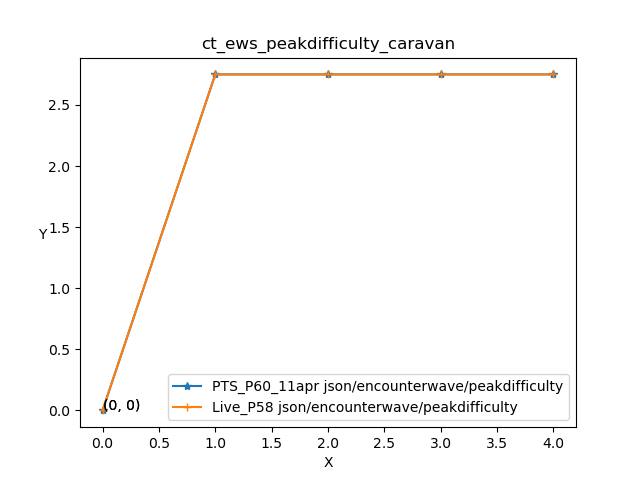 ct_ews_peakdifficulty_caravan
2.5
2.0
Y
1.5
1.0
0.5
0.0
(0, 0)
PTS_P60_11apr json/encounterwave/peakdifficulty
Live_P58 json/encounterwave/peakdifficulty
0.0 0.5 1.0 1.5 2.0 2.5 3.0 3.5 4.0
X